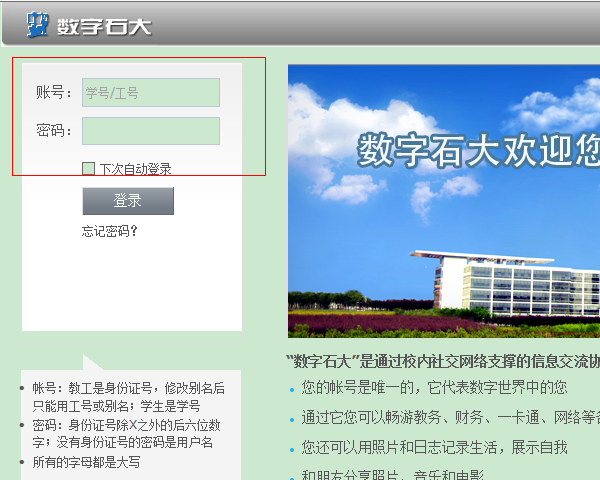 数字石大
账号：
学号/工号
密码：
下次自动登录
登录
忘记密码？
帐号：教工是身份证号，修改别名后
只能用工号或别名；学生是学号
密码：身份证号除X之外的后六位数
字；没有身份证号的密码是用户名
所有的字母都是大写
数字石大欢迎您
“数字石大”是通过校内社交网络支撑的信息交流协
您的帐号是唯一的，它代表数字世界中的您
通过它您可以畅游教务、财务、一卡通、网络等各
您还可以用照片和日志记录生活，展示自我
和朋友分享照片、音乐和电影